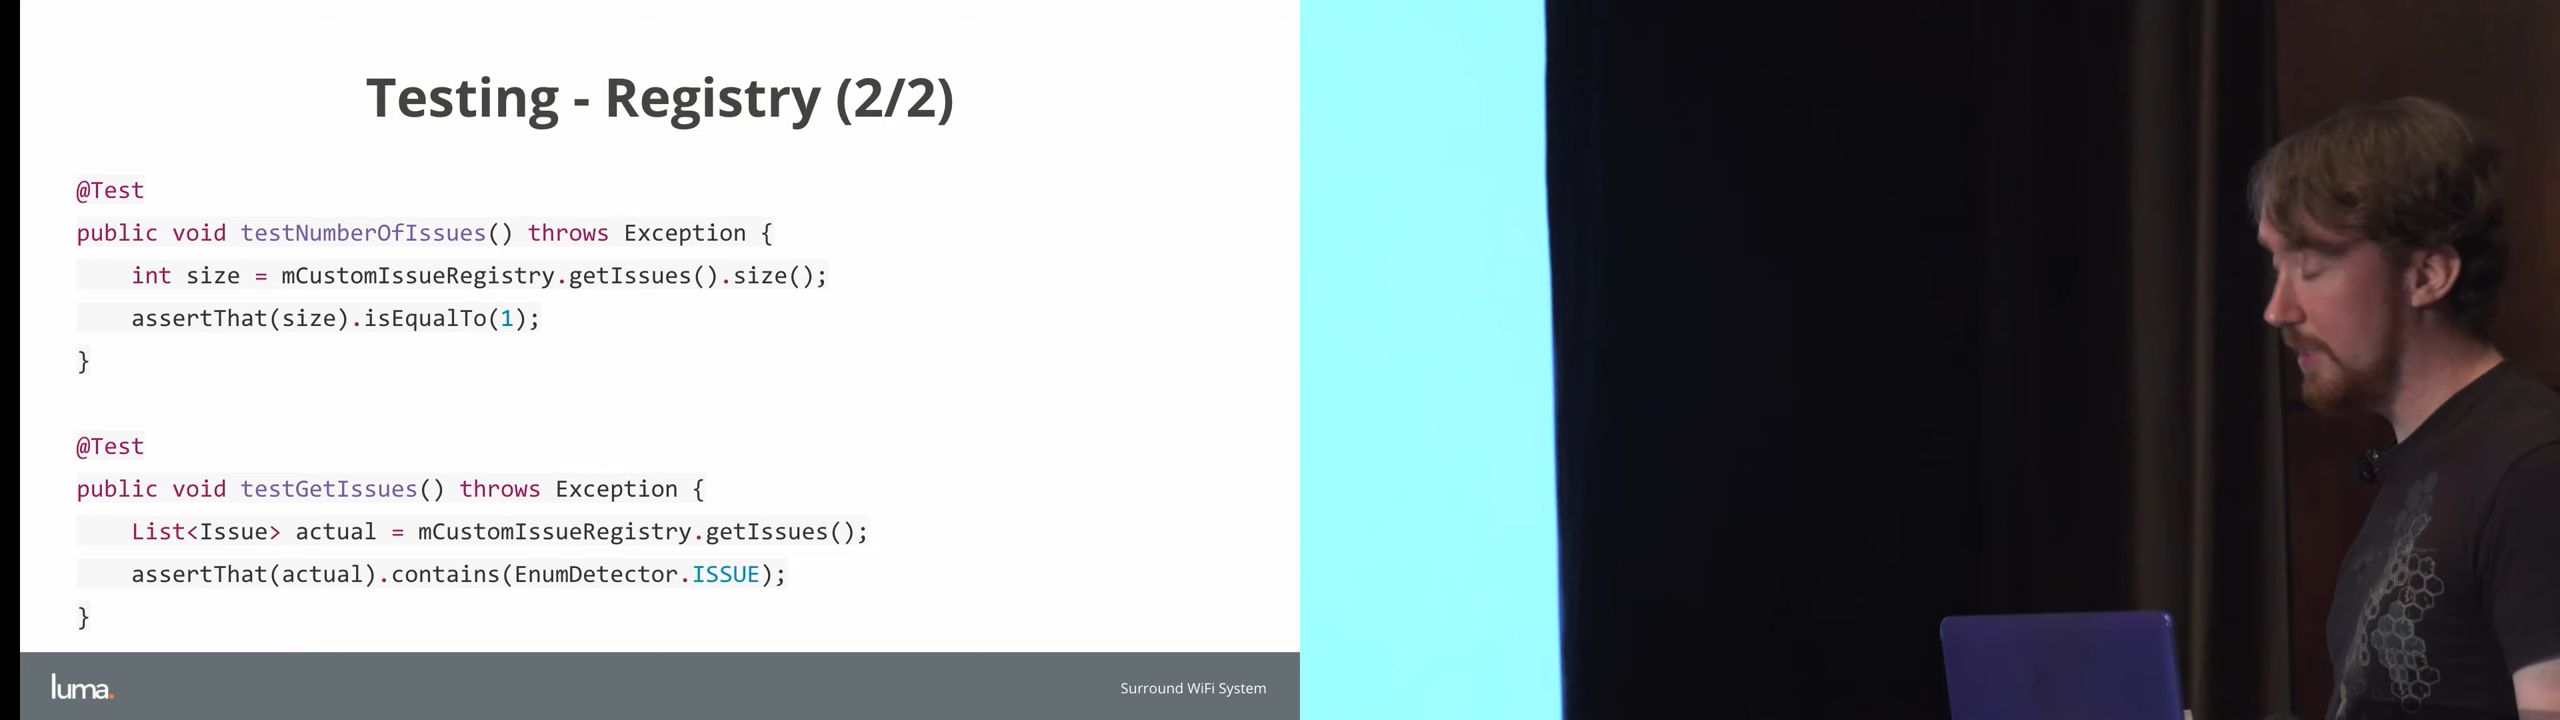 Testing - Registry (2/2)
@Test
public void testNumberOfIssues() throws Exception {
    int size = mCustomIssueRegistry.getIssues().size();
    assertThat(size).isEqualTo(1);
}
@Test
public void testGetIssues() throws Exception {
    List<Issue> actual = mCustomIssueRegistry.getIssues();
    assertThat(actual).contains(EnumDetector.ISSUE);
}
luma.
Surround WiFi System